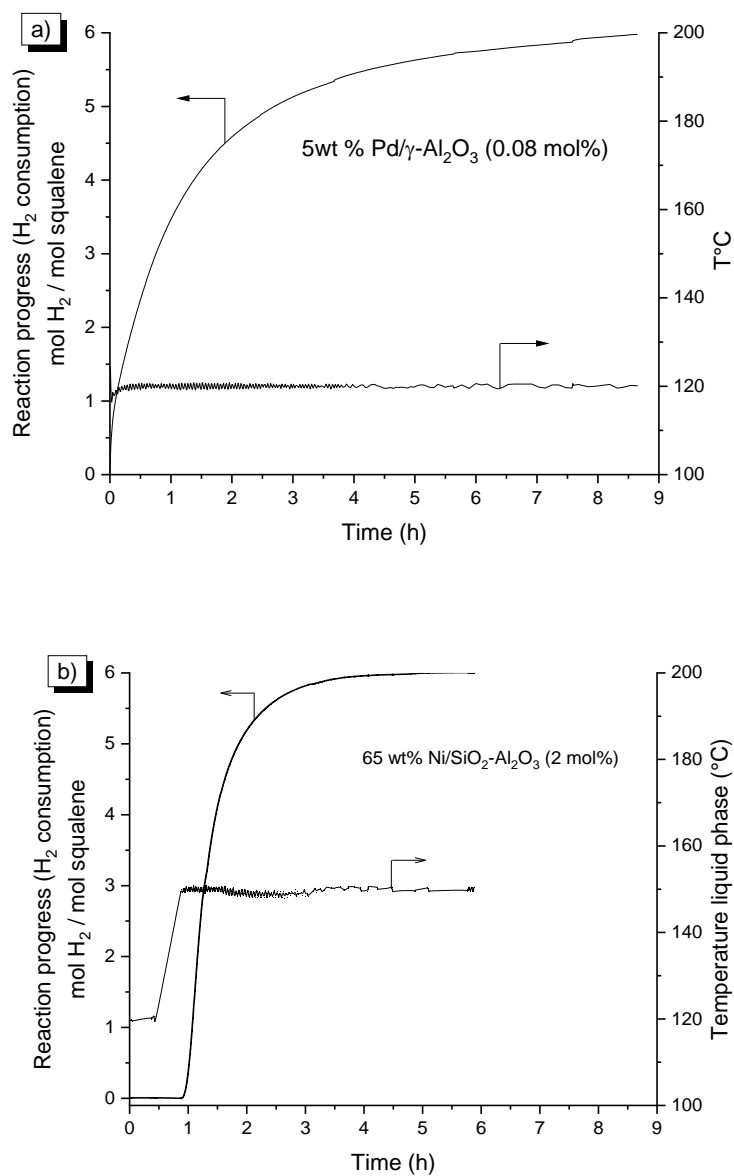 a)
6
5
4
3
2
1
0
Reaction progress (H₂ consumption)
mol H₂ / mol squalene
5wt % Pd/γ-Al₂O₃ (0.08 mol%)
200
180
160
140
120
100
T°C
0 1 2 3 4 5 6 7 8 9
Time (h)
b)
6
5
4
3
2
1
0
Reaction progress (H₂ consumption)
mol H₂ / mol squalene
65 wt% Ni/SiO₂-Al₂O₃ (2 mol%)
200
180
160
140
120
100
Temperature liquid phase (°C)
0 1 2 3 4 5 6 7 8 9
Time (h)